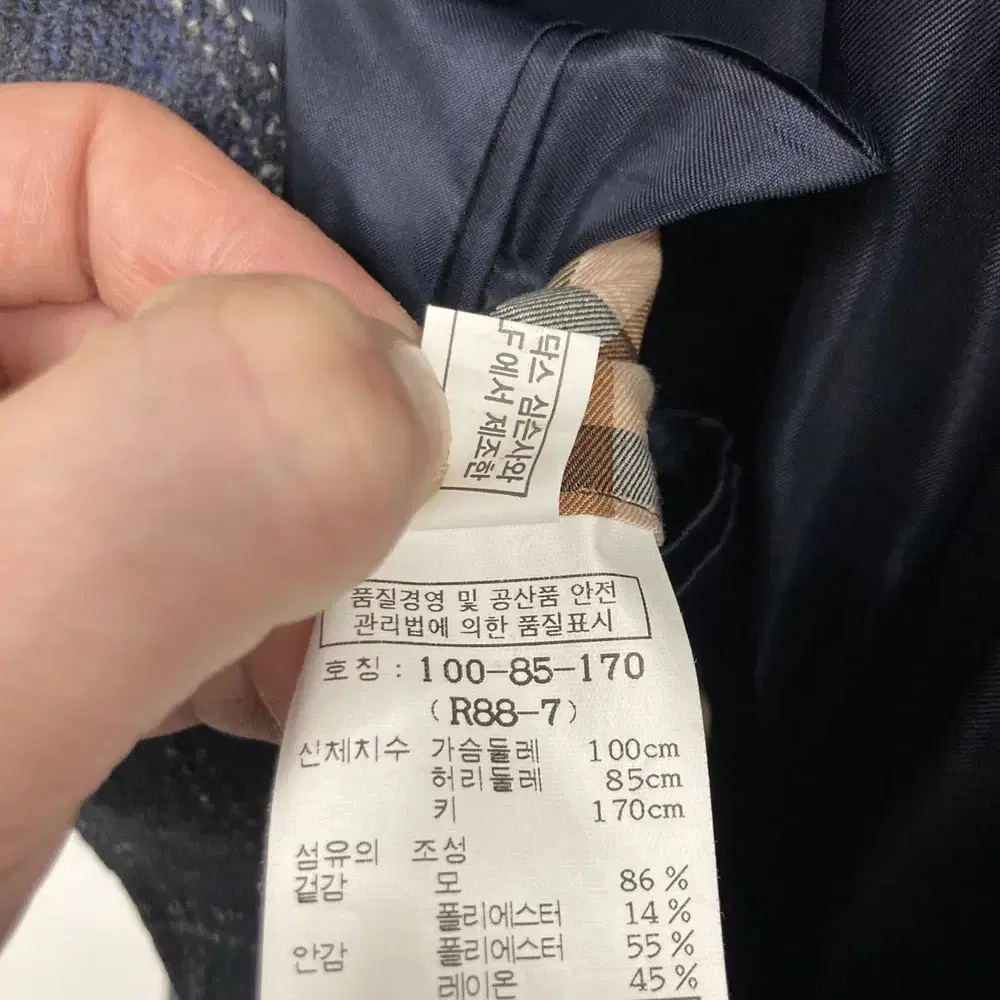 닥스 심슨사와
LF에서 제조한
품질경영 및 공산품 안전
관리법에 의한 품질표시
호칭 : 100-85-170
(R88-7)
신체치수 가슴둘레 100cm
허리둘레 85cm
키 170cm
섬유의 조성
겉감 모 86%
폴리에스터 14%
안감 폴리에스터 55%
레이온 45%